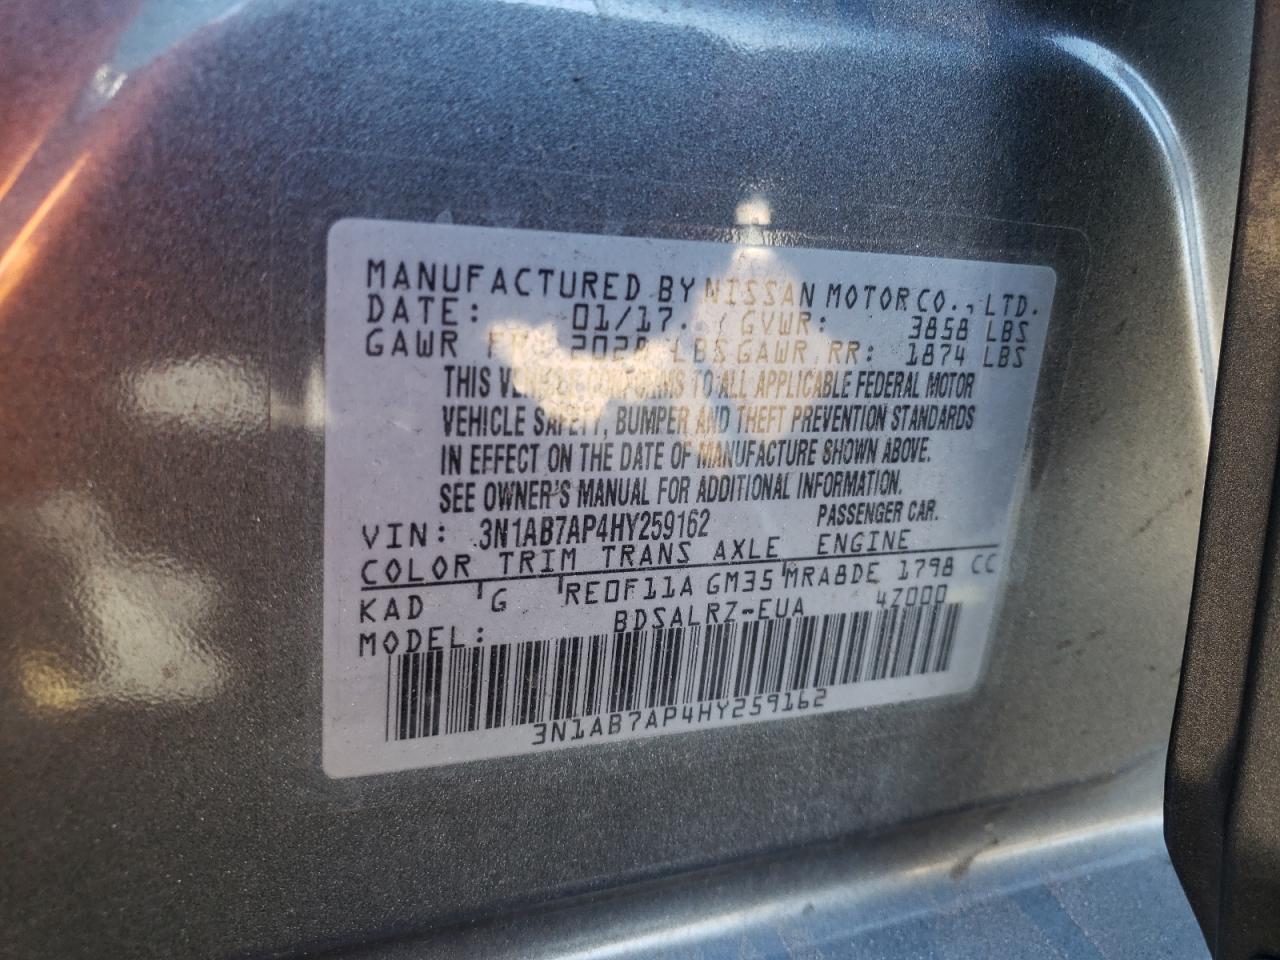 MANUFACTURED BY NISSAN MOTOR CO., LTD.
DATE: 01/17. GVWR: 3858 LBS
GAWR LBS GAWR RR: 1874 LBS
THIS VEHICLE CONFORMS TO ALL APPLICABLE FEDERAL MOTOR
VEHICLE SAFETY, BUMPER AND THEFT PREVENTION STANDARDS
IN EFFECT ON THE DATE OF MANUFACTURE SHOWN ABOVE.
SEE OWNER'S MANUAL FOR ADDITIONAL INFORMATION.
VIN: 3N1AB7AP4HY259162 PASSENGER CAR.
COLOR TRIM TRANS AXLE ENGINE
KAD G RE0F11A GM35 MRA8DE 1798 CC
MODEL: BDSALRZ-EUA 4Z000
3N1AB7AP4HY259162